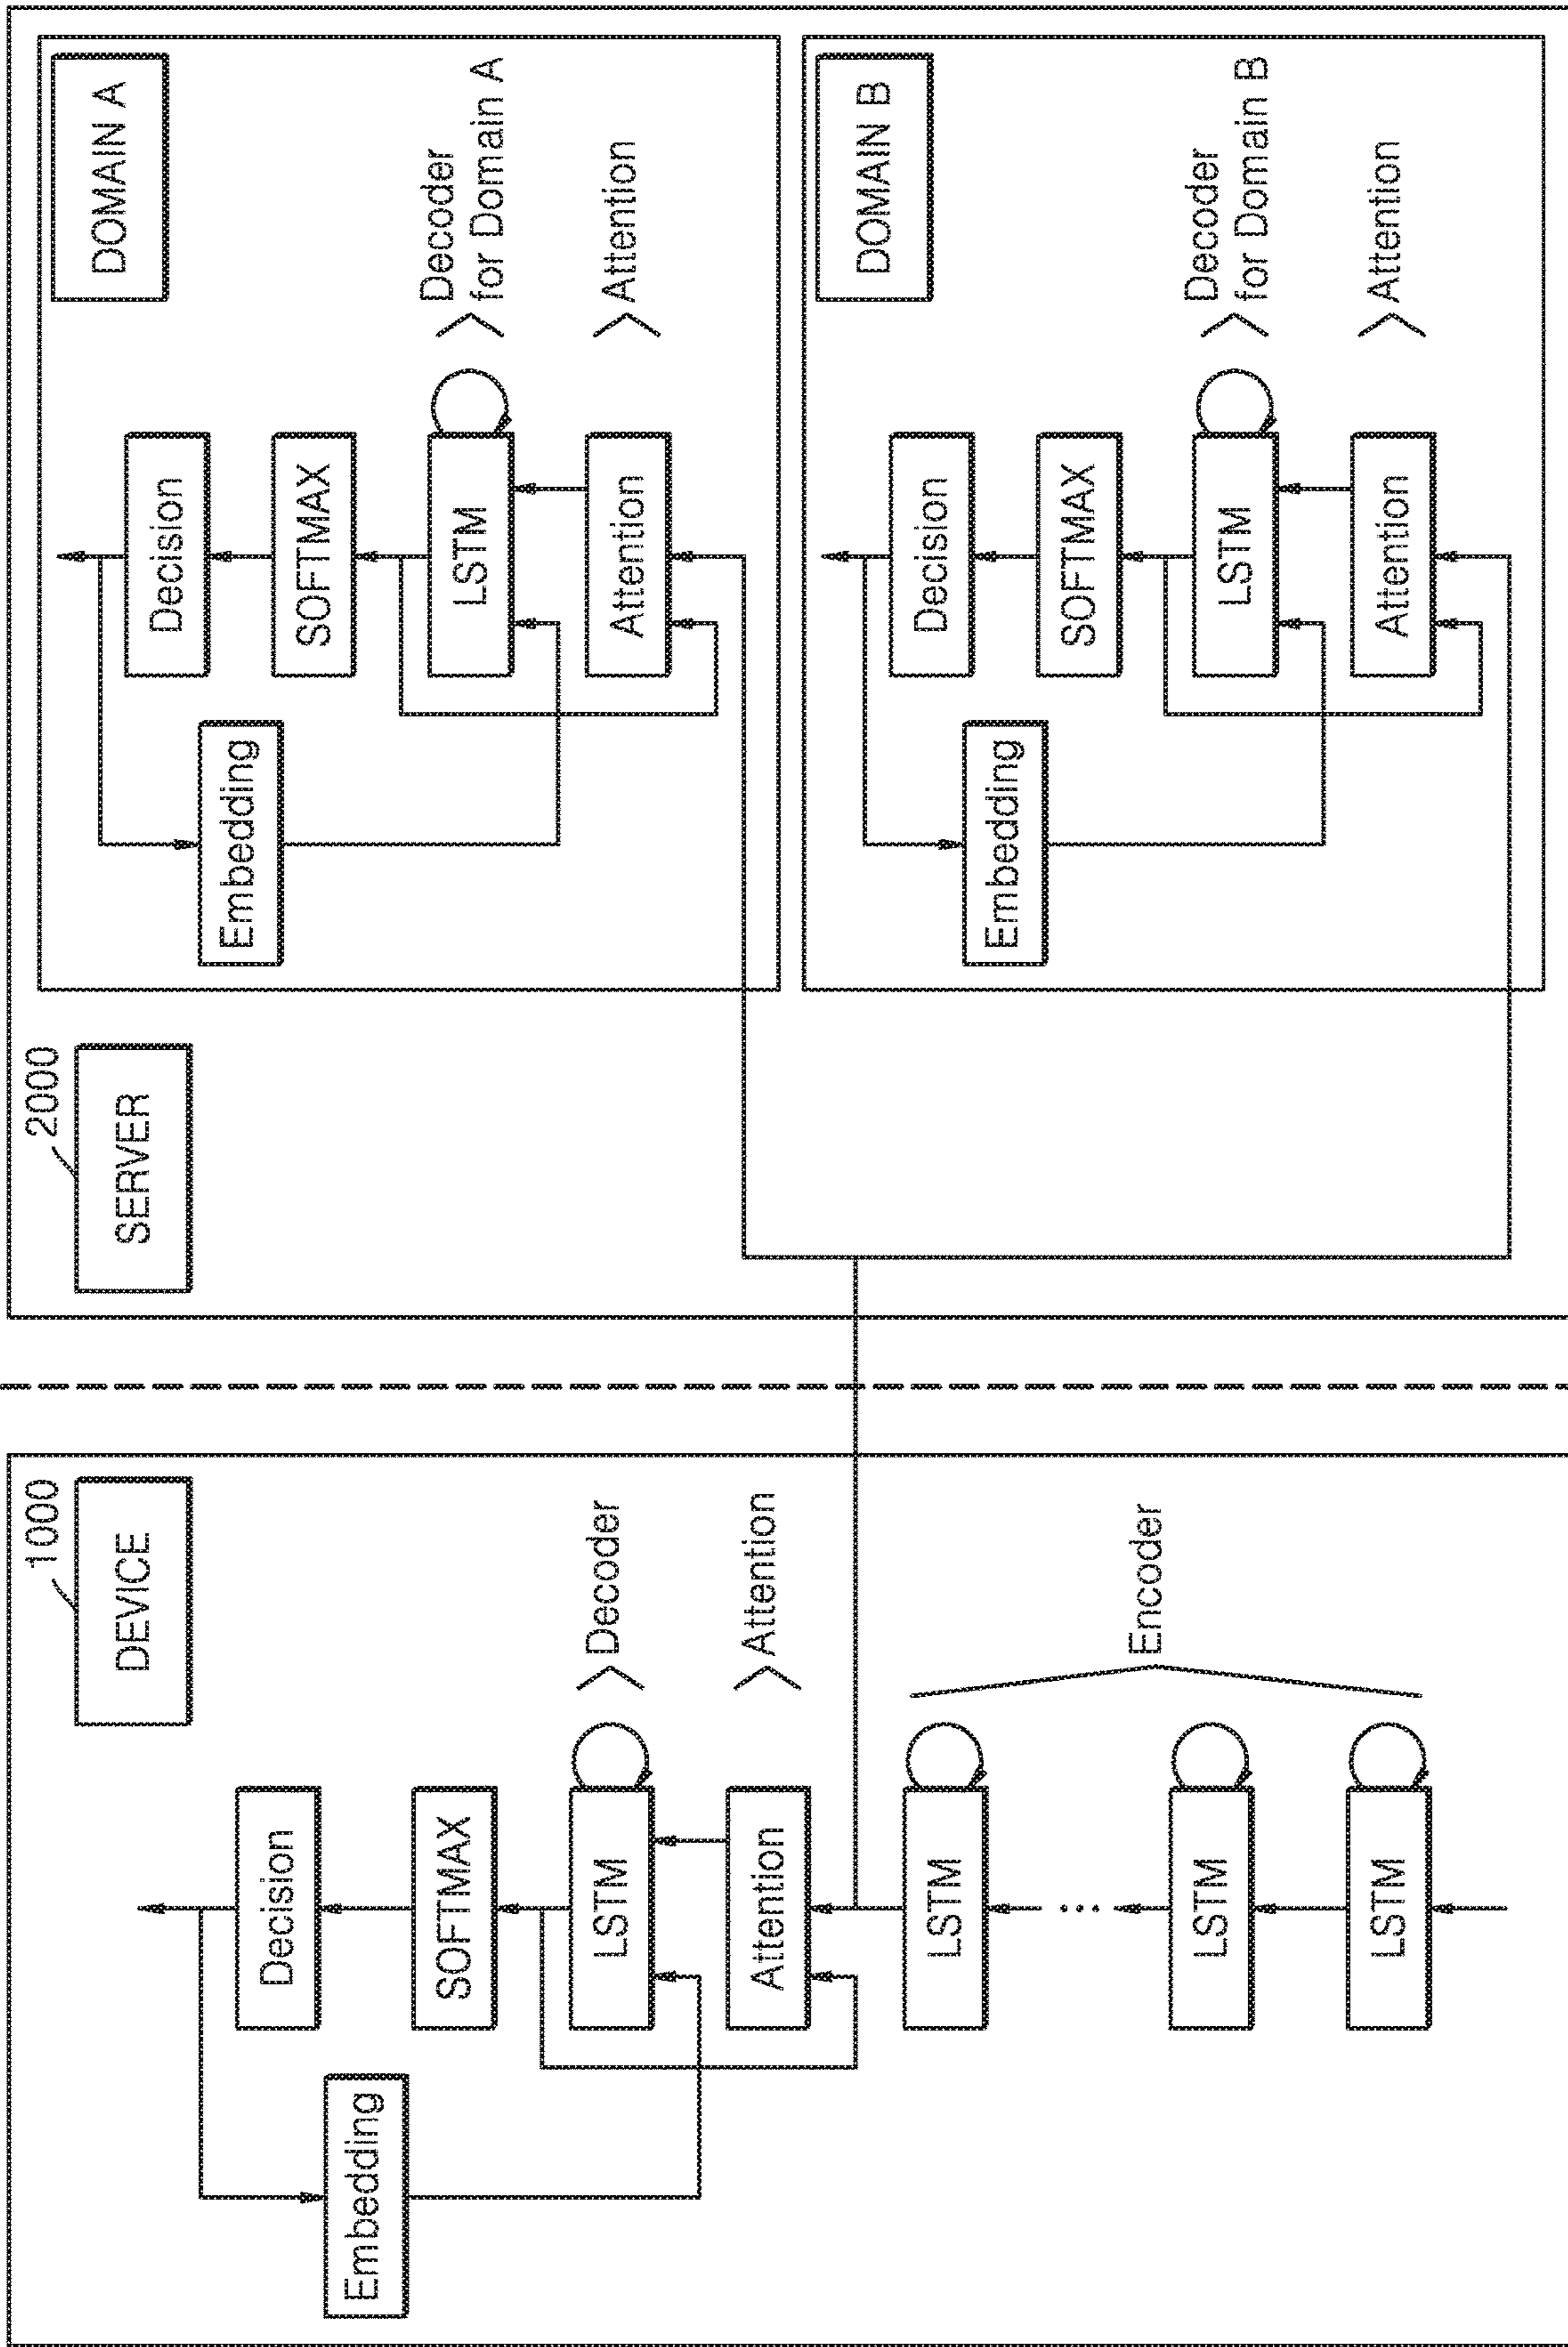 1000
DEVICE
Decision
Embedding
SOFTMAX
LSTM
Decoder
Attention
Attention
LSTM
...
LSTM
LSTM
Encoder
2000
SERVER
DOMAIN A
Decision
Embedding
SOFTMAX
LSTM
Decoder
for Domain A
Attention
Attention
DOMAIN B
Decision
Embedding
SOFTMAX
LSTM
Decoder
for Domain B
Attention
Attention